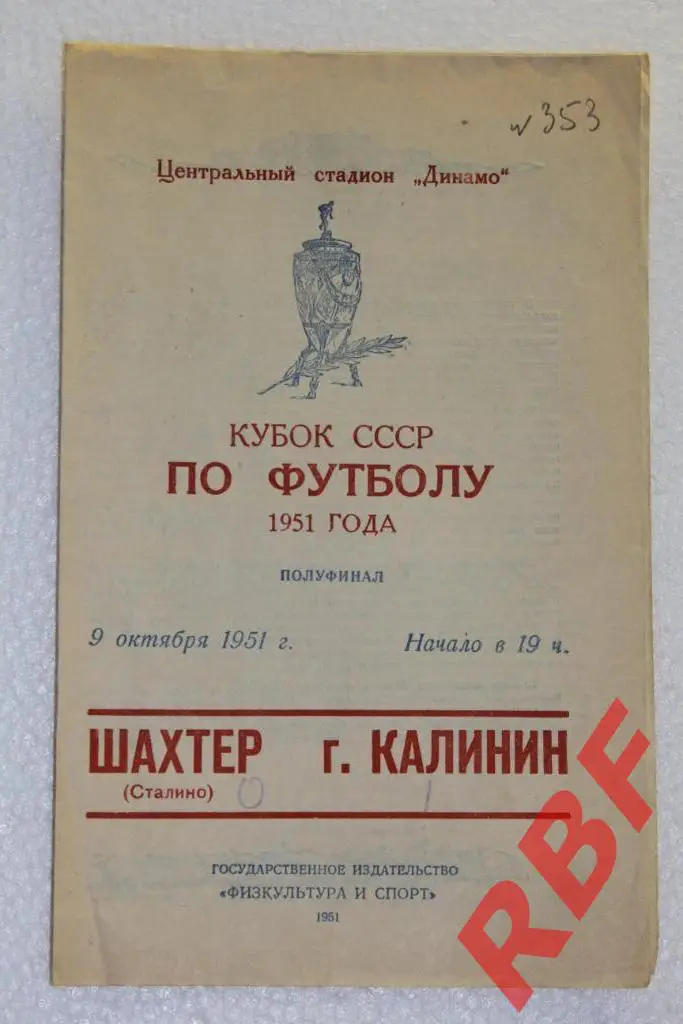 №353
Центральный стадион „Динамо“
КУБОК СССР
ПО ФУТБОЛУ
1951 ГОДА
ПОЛУФИНАЛ
9 октября 1951 г. Начало в 19 ч.
ШАХТЕР г. КАЛИНИН
(Сталино) 0 1
ГОСУДАРСТВЕННОЕ ИЗДАТЕЛЬСТВО
«ФИЗКУЛЬТУРА И СПОРТ»
1951
RBF